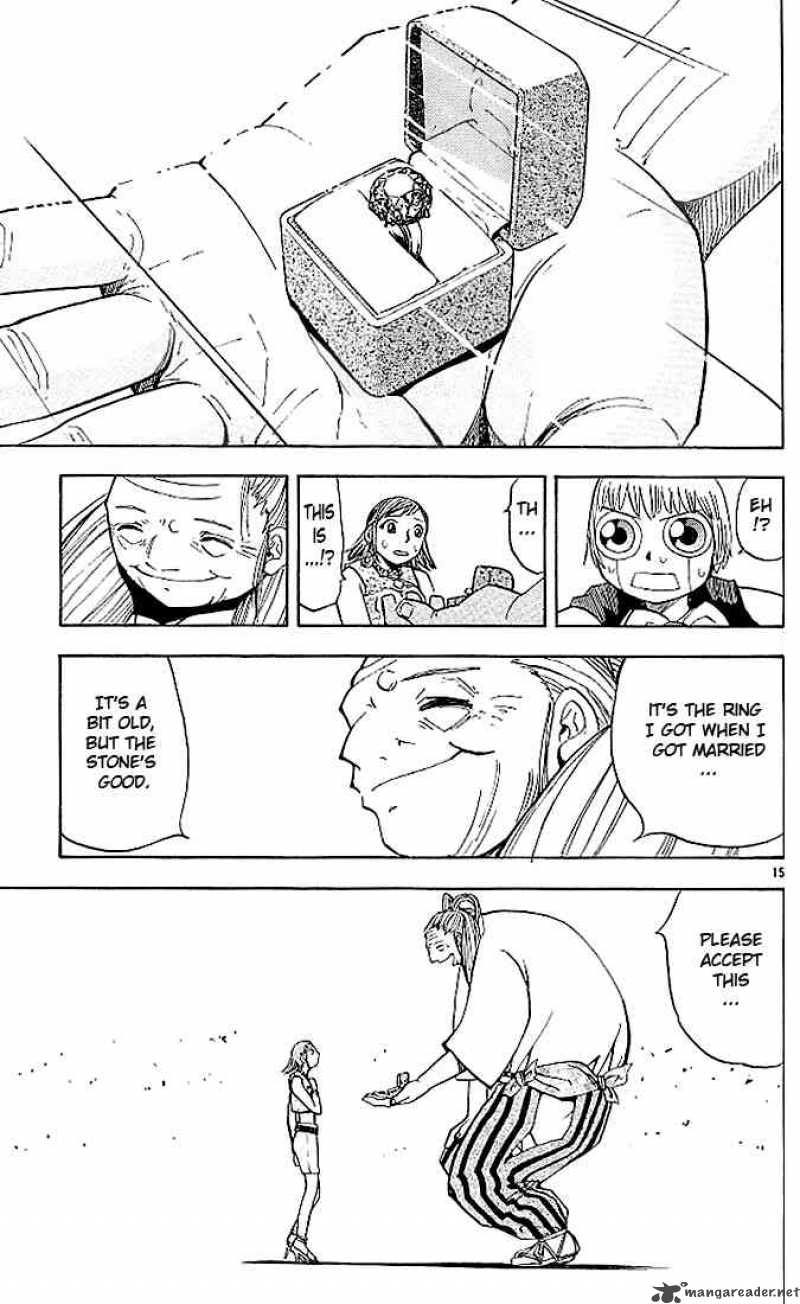 EH
!?
TH
...
THIS
IS
....!?
IT'S THE RING
I GOT WHEN I
GOT MARRIED
...
IT'S A
BIT OLD,
BUT THE
STONE'S
GOOD.
15
PLEASE
ACCEPT
THIS
...
mangareader.net